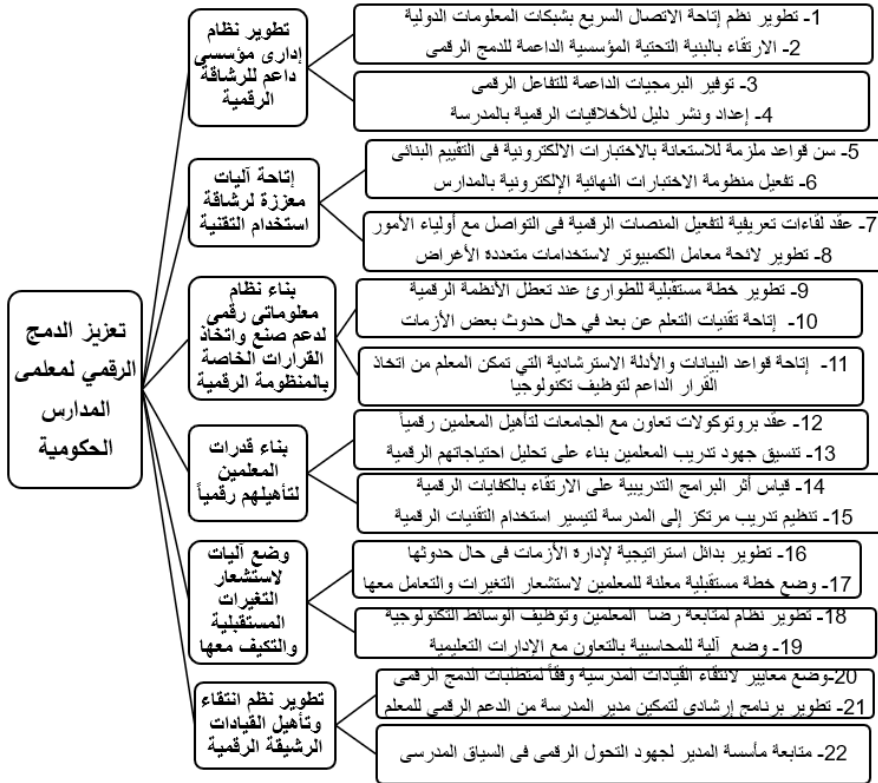 تعزيز الدمج
الرقمي لمعلمى
المدارس
الحكومية
تطوير نظام
إدارى مؤسسى
داعم للرشاقة
الرقمية
1- تطوير نظم إتاحة الاتصال السريع بشبكات المعلومات الدولية
2- الارتقاء بالبنية التحتية المؤسسية الداعمة للدمج الرقمى
3- توفير البرمجيات الداعمة للتفاعل الرقمى
4- إعداد ونشر دليل للأخلاقيات الرقمية بالمدرسة
إتاحة آليات
معززة لرشاقة
استخدام التقنية
5- سن قواعد ملزمة للاستعانة بالاختبارات الالكترونية فى التقييم البنائى
6- تفعيل منظومة الاختبارات النهائية الإلكترونية بالمدارس
7- عقد لقاءات تعريفية لتفعيل المنصات الرقمية فى التواصل مع أولياء الأمور
8- تطوير لائحة معامل الكمبيوتر لاستخدامات متعددة الأغراض
بناء نظام
معلوماتى رقمى
لدعم صنع واتخاذ
القرارات الخاصة
بالمنظومة الرقمية
9- تطوير خطة مستقبلية للطوارئ عند تعطل الأنظمة الرقمية
10- إتاحة تقنيات التعلم عن بعد في حال حدوث بعض الأزمات
11- إتاحة قواعد البيانات والأدلة الاسترشادية التي تمكن المعلم من اتخاذ
القرار الداعم لتوظيف تكنولوجيا
بناء قدرات
المعلمين
لتأهيلهم رقمياً
12- عقد بروتوكولات تعاون مع الجامعات لتأهيل المعلمين رقمياً
13- تنسيق جهود تدريب المعلمين بناء على تحليل احتياجاتهم الرقمية
14- قياس أثر البرامج التدريبية على الارتقاء بالكفايات الرقمية
15- تنظيم تدريب مرتكز إلى المدرسة لتيسير استخدام التقنيات الرقمية
وضع آليات
لاستشعار
التغيرات
المستقبلية
والتكيف معها
16- تطوير بدائل استراتيجية لإدارة الأزمات فى حال حدوثها
17- وضع خطة مستقبلية معلنة للمعلمين لاستشعار التغيرات والتعامل معها
18- تطوير نظام لمتابعة رضا المعلمين وتوظيف الوسائط التكنولوجية
19- وضع آلية للمحاسبية بالتعاون مع الإدارات التعليمية
تطوير نظم انتقاء
وتأهيل القيادات
الرشيقة الرقمية
20-وضع معايير لانتقاء القيادات المدرسية وفقاً لمتطلبات الدمج الرقمى
21- تطوير برنامج إرشادى لتمكين مدير المدرسة من الدعم الرقمي للمعلم
22- متابعة مأسسة المدير لجهود التحول الرقمى فى السياق المدرسى